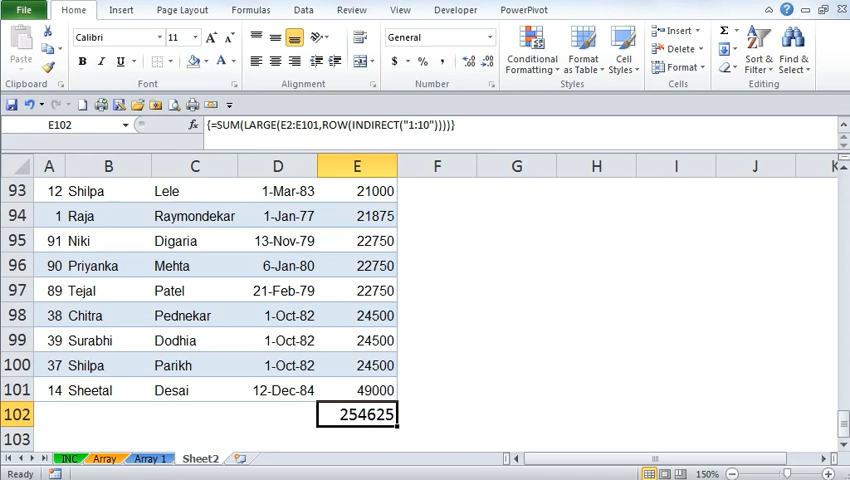 File Home Insert Page Layout Formulas Data Review View Developer PowerPivot
Calibri 11 General Insert
Paste Conditional Format Cell Delete Sort & Find &
Formatting as Table Styles Format Filter Select
Clipboard Font Alignment Number Styles Cells Editing
E102 fx {=SUM(LARGE(E2:E101,ROW(INDIRECT("1:10"))))}
A B C D E F G H I J K
93 12 Shilpa Lele 1-Mar-83 21000
94 1 Raja Raymondekar 1-Jan-77 21875
95 91 Niki Digaria 13-Nov-79 22750
96 90 Priyanka Mehta 6-Jan-80 22750
97 89 Tejal Patel 21-Feb-79 22750
98 38 Chitra Pednekar 1-Oct-82 24500
99 39 Surabhi Dodhia 1-Oct-82 24500
100 37 Shilpa Parikh 1-Oct-82 24500
101 14 Sheetal Desai 12-Dec-84 49000
102 254625
103
INC Array Array 1 Sheet2
Ready 150%